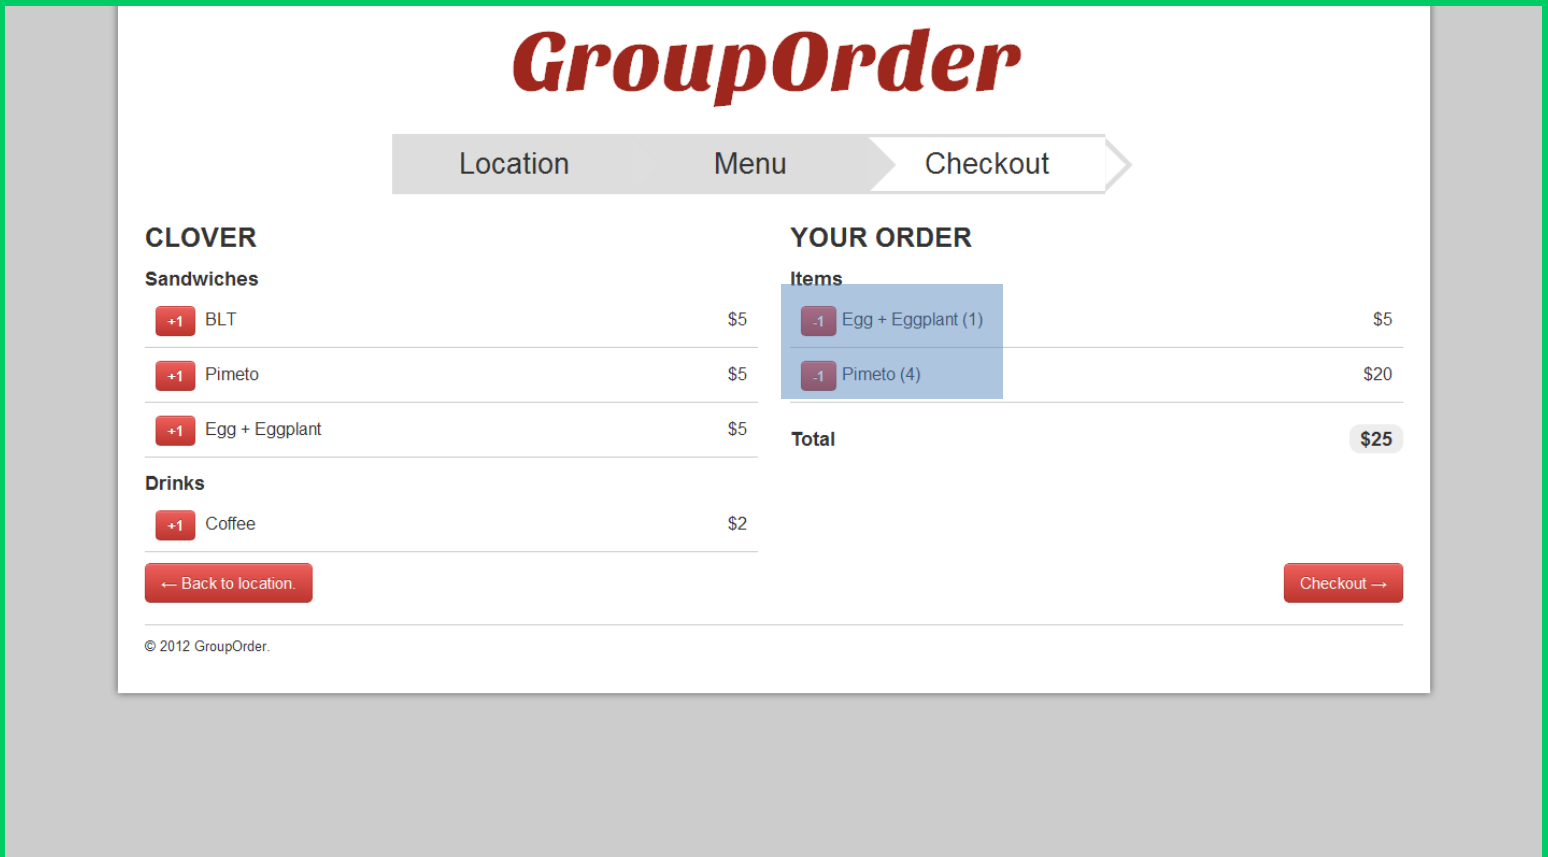 GroupOrder
Location Menu Checkout
CLOVER
Sandwiches
+1 BLT $5
+1 Pimeto $5
+1 Egg + Eggplant $5
Drinks
+1 Coffee $2
← Back to location.
YOUR ORDER
Items
-1 Egg + Eggplant (1) $5
-1 Pimeto (4) $20
Total $25
Checkout →
© 2012 GroupOrder.